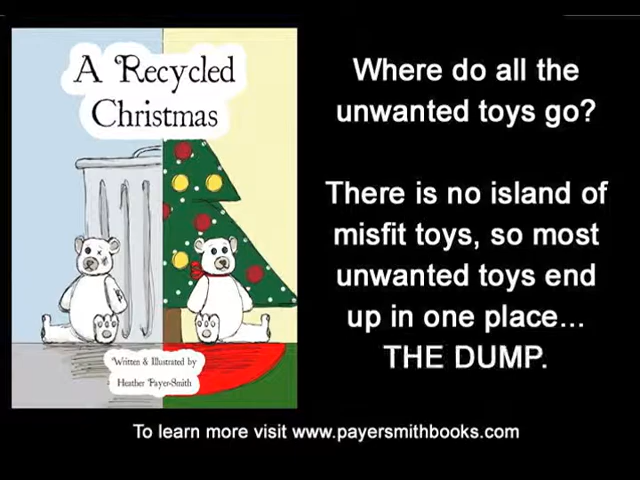 A Recycled
Christmas
Written & Illustrated by
Heather Payer-Smith
Where do all the
unwanted toys go?
There is no island of
misfit toys, so most
unwanted toys end
up in one place...
THE DUMP.
To learn more visit www.payersmithbooks.com